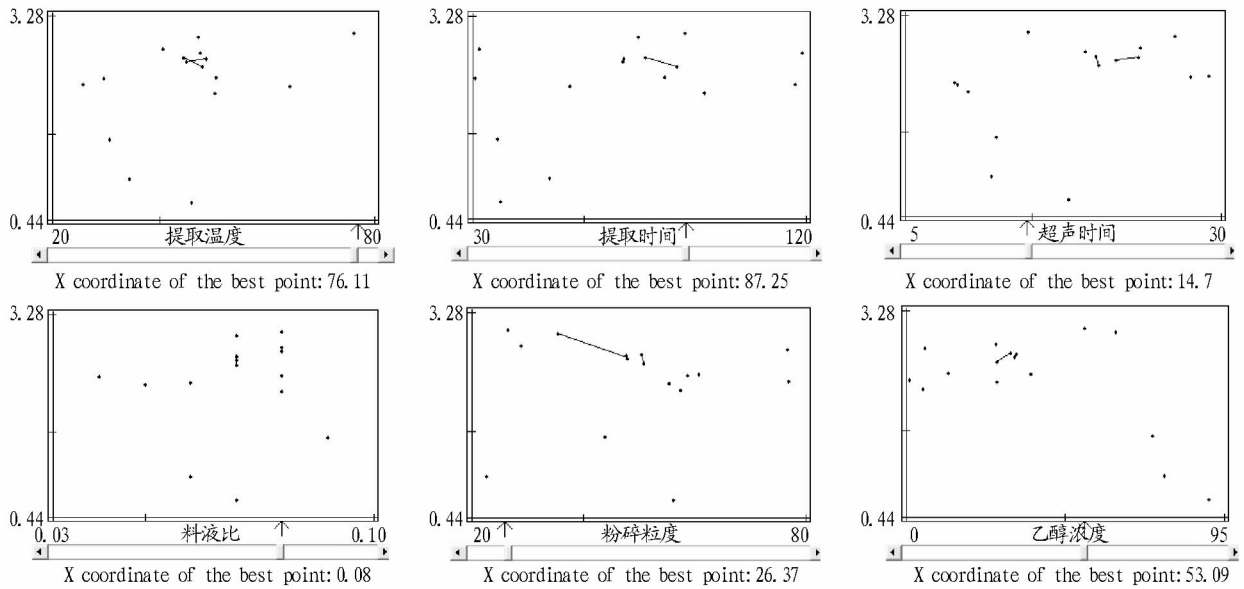 3.28
0.44
20 提取温度 80
X coordinate of the best point:76.11
3.28
0.44
30 提取时间 120
X coordinate of the best point:87.25
3.28
0.44
5 超声时间 30
X coordinate of the best point:14.7
3.28
0.44
0.03 料液比 0.10
X coordinate of the best point:0.08
3.28
0.44
20 粉碎粒度 80
X coordinate of the best point:26.37
3.28
0.44
0 乙醇浓度 95
X coordinate of the best point:53.09